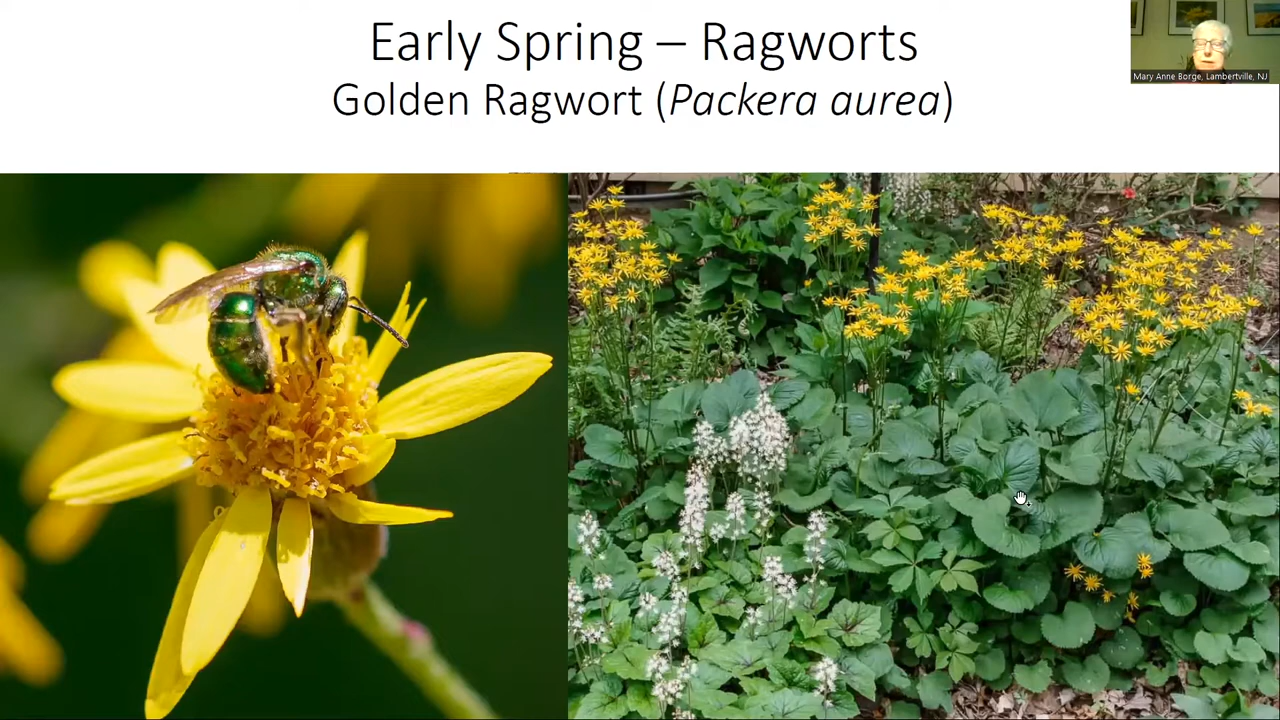 Early Spring – Ragworts
Golden Ragwort (Packera aurea)
Mary Anne Borge, Lambertville, NJ